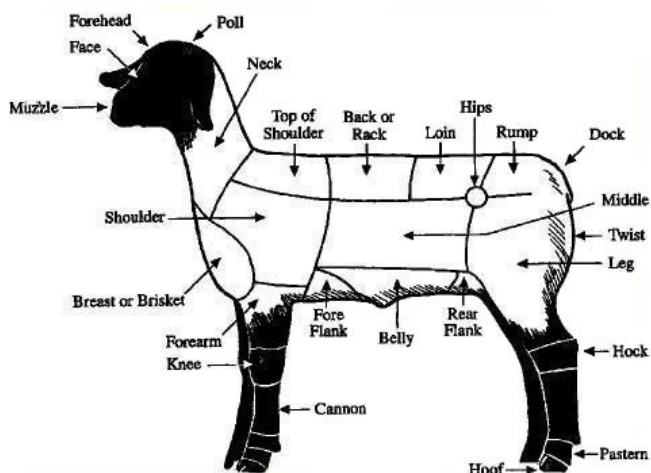 Forehead
Poll
Face
Neck
Muzzle
Top of
Shoulder
Back or
Rack
Loin
Hips
Rump
Dock
Shoulder
Middle
Twist
Leg
Breast or Brisket
Forearm
Fore
Flank
Belly
Rear
Flank
Knee
Hock
Cannon
Pastern
Hoof